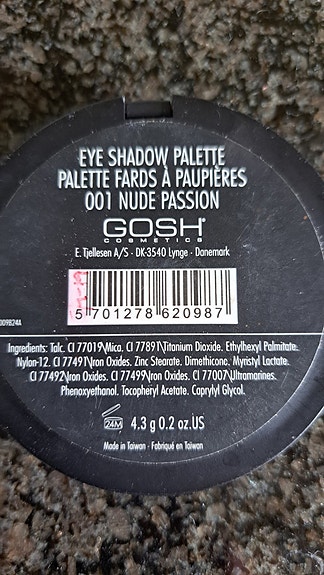 EYE SHADOW PALETTE
PALETTE FARDS À PAUPIÈRES
001 NUDE PASSION
GOSH®
COSMETICS
E. Tjellesen A/S · DK-3540 Lynge · Danemark
5 701278 620987
Ingredients: Talc. CI 77019\Mica. CI 77891\Titanium Dioxide. Ethylhexyl Palmitate.
Nylon-12. CI 77491\Iron Oxides. Zinc Stearate. Dimethicone. Myristyl Lactate.
CI 77492\Iron Oxides. CI 77499\Iron Oxides. CI 77007\Ultramarines.
Phenoxyethanol. Tocopheryl Acetate. Caprylyl Glycol.
24M
4.3 g 0.2 oz.US
Made in Taiwan · Fabriqué en Taiwan